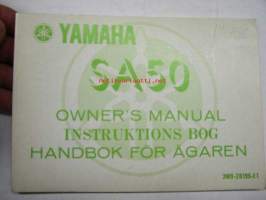 YAMAHA
SA50
OWNER'S MANUAL
INSTRUKTIONS BOG
HANDBOK FÖR ÄGAREN